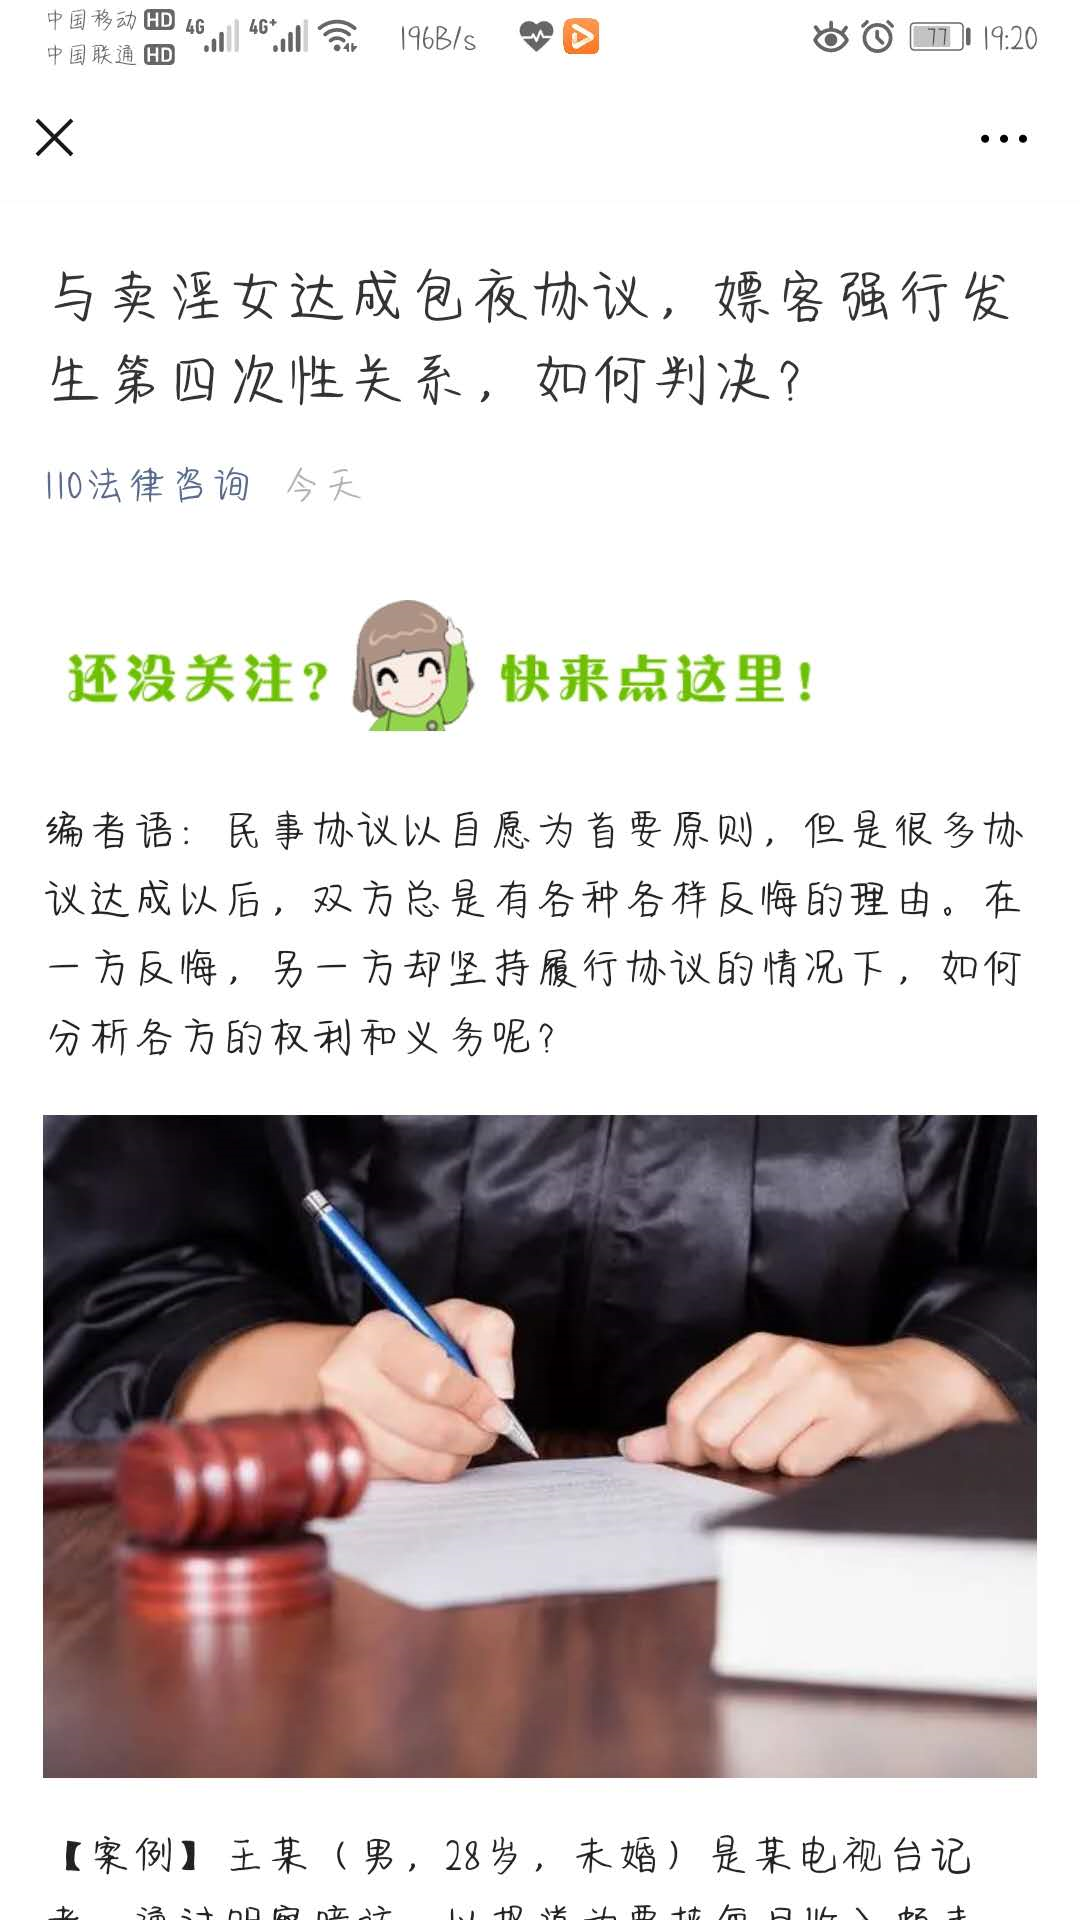 中国移动 HD 4G 4G+ 196B/s 77 19:20
中国联通 HD
与卖淫女达成包夜协议，嫖客强行发
生第四次性关系，如何判决？
110法律咨询 今天
还没关注？ 快来点这里！
编者语：民事协议以自愿为首要原则，但是很多协
议达成以后，双方总是有各种各样反悔的理由。在
一方反悔，另一方却坚持履行协议的情况下，如何
分析各方的权利和义务呢？
【案例】王某（男，28岁，未婚）是某电视台记